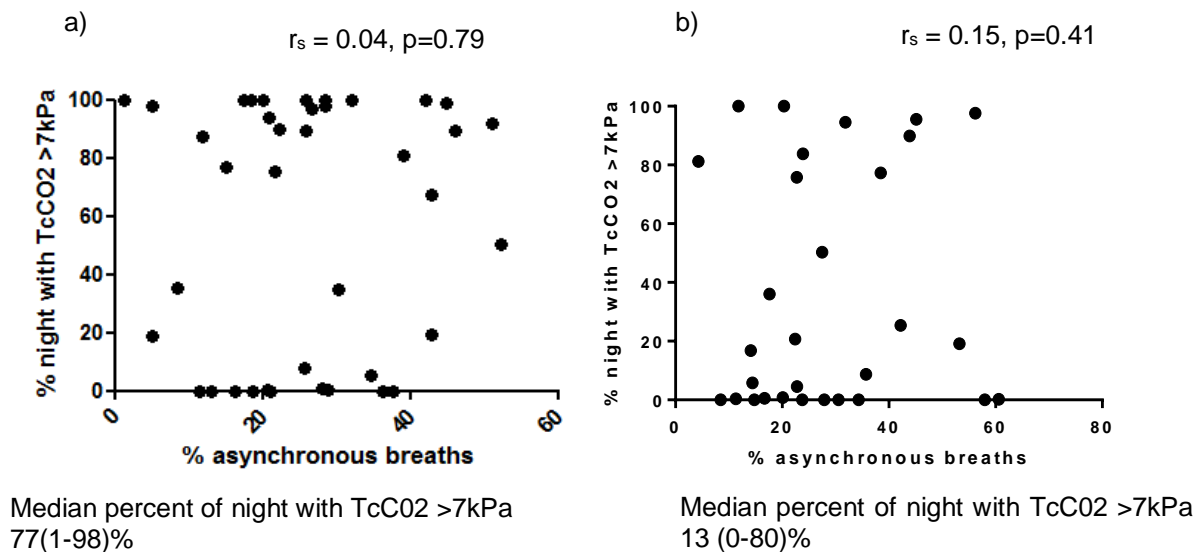 a)
rₛ = 0.04, p=0.79
% night with TcCO2 >7kPa
100
80
60
40
20
0
0
20
40
60
% asynchronous breaths
Median percent of night with TcC02 >7kPa
77(1-98)%
b)
rₛ = 0.15, p=0.41
% night with TcCO2 >7kPa
100
80
60
40
20
0
0
20
40
60
80
% asynchronous breaths
Median percent of night with TcC02 >7kPa
13 (0-80)%